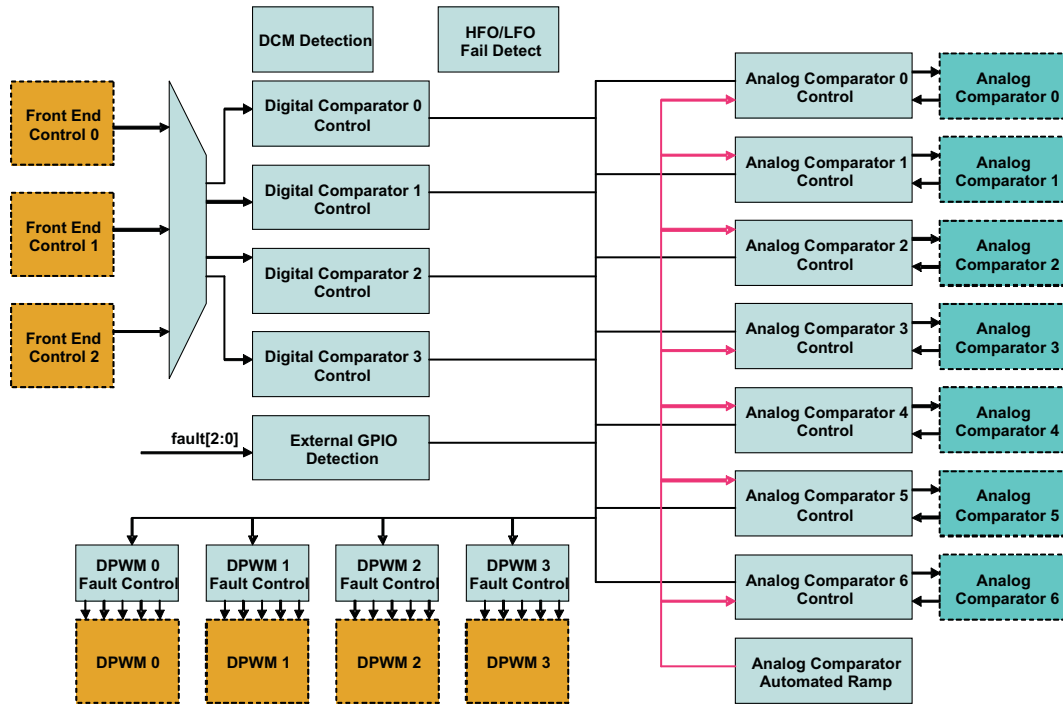 DCM Detection
HFO/LFO
Fail Detect
Front End
Control 0
Front End
Control 1
Front End
Control 2
Digital Comparator 0
Control
Digital Comparator 1
Control
Digital Comparator 2
Control
Digital Comparator 3
Control
fault[2:0]
External GPIO
Detection
Analog Comparator 0
Control
Analog
Comparator 0
Analog Comparator 1
Control
Analog
Comparator 1
Analog Comparator 2
Control
Analog
Comparator 2
Analog Comparator 3
Control
Analog
Comparator 3
Analog Comparator 4
Control
Analog
Comparator 4
Analog Comparator 5
Control
Analog
Comparator 5
Analog Comparator 6
Control
Analog
Comparator 6
Analog Comparator
Automated Ramp
DPWM 0
Fault Control
DPWM 1
Fault Control
DPWM 2
Fault Control
DPWM 3
Fault Control
DPWM 0
DPWM 1
DPWM 2
DPWM 3